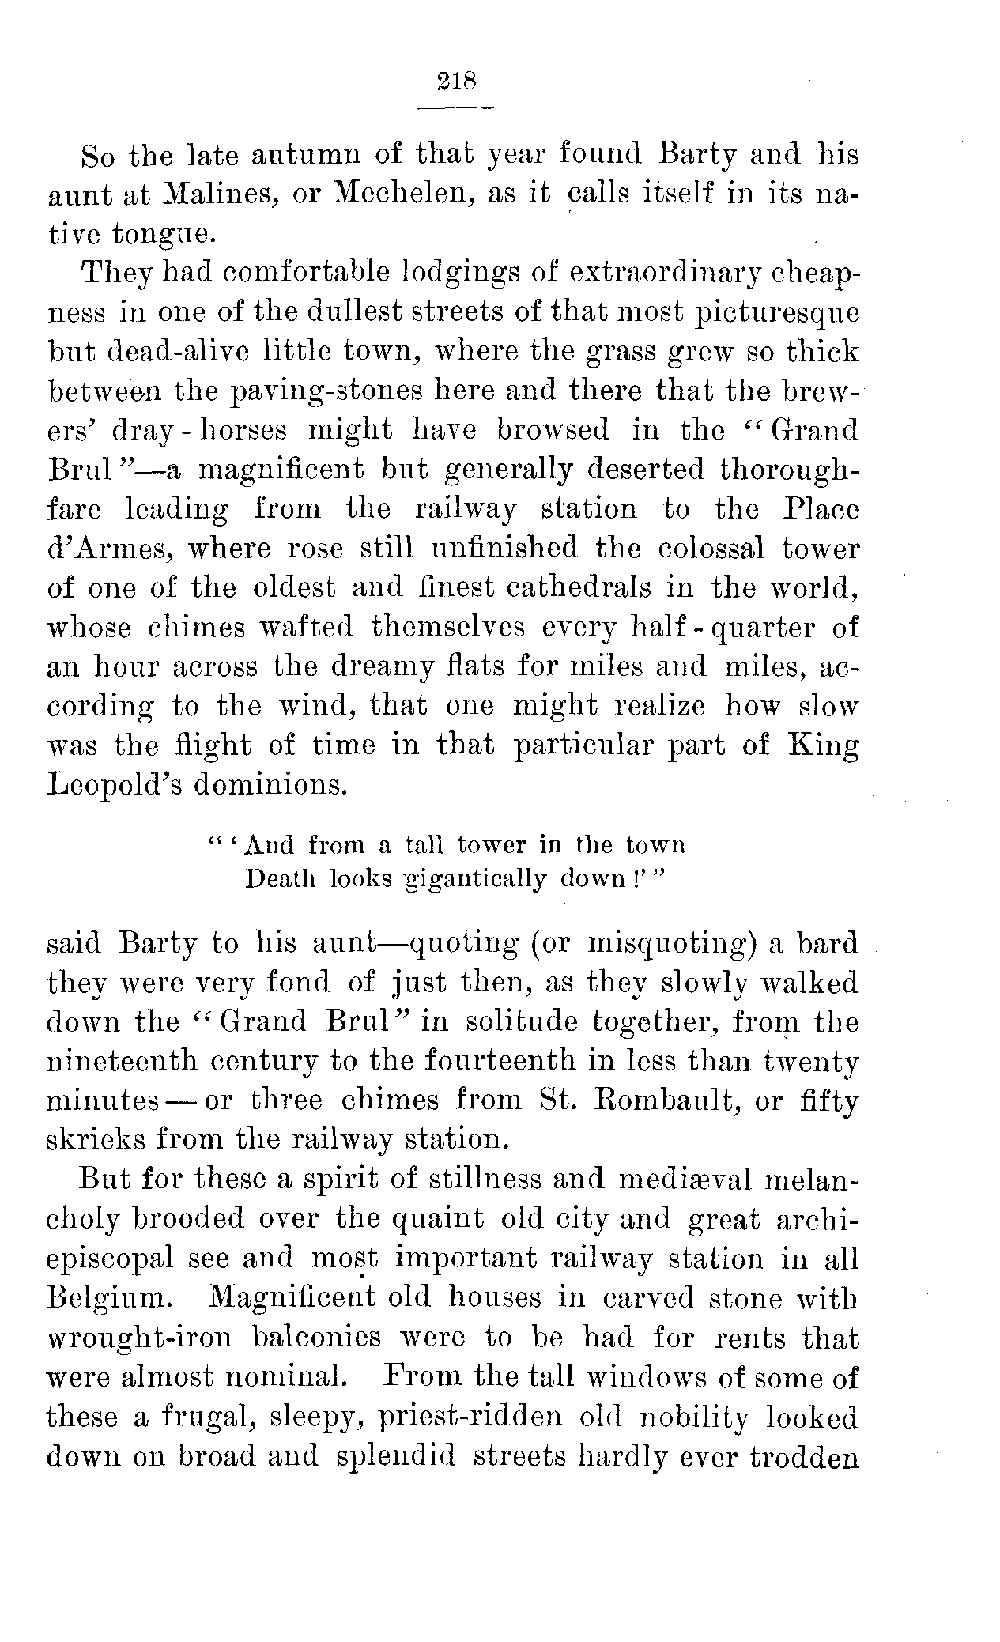 218
So the late autumn of that year found Barty and his
aunt at Malines, or Mechelen, as it calls itself in its na-
tive tongue.
They had comfortable lodgings of extraordinary cheap-
ness in one of the dullest streets of that most picturesque
but dead-alive little town, where the grass grew so thick
between the paving-stones here and there that the brew-
ers' dray-horses might have browsed in the “Grand
Brul”—a magnificent but generally deserted thorough-
fare leading from the railway station to the Place
d'Armes, where rose still unfinished the colossal tower
of one of the oldest and finest cathedrals in the world,
whose chimes wafted themselves every half-quarter of
an hour across the dreamy flats for miles and miles, ac-
cording to the wind, that one might realize how slow
was the flight of time in that particular part of King
Leopold's dominions.
“‘And from a tall tower in the town
Death looks gigantically down!’”
said Barty to his aunt—quoting (or misquoting) a bard
they were very fond of just then, as they slowly walked
down the “Grand Brul” in solitude together, from the
nineteenth century to the fourteenth in less than twenty
minutes—or three chimes from St. Rombault, or fifty
skrieks from the railway station.
But for these a spirit of stillness and mediæval melan-
choly brooded over the quaint old city and great archi-
episcopal see and most important railway station in all
Belgium. Magnificent old houses in carved stone with
wrought-iron balconies were to be had for rents that
were almost nominal. From the tall windows of some of
these a frugal, sleepy, priest-ridden old nobility looked
down on broad and splendid streets hardly ever trodden